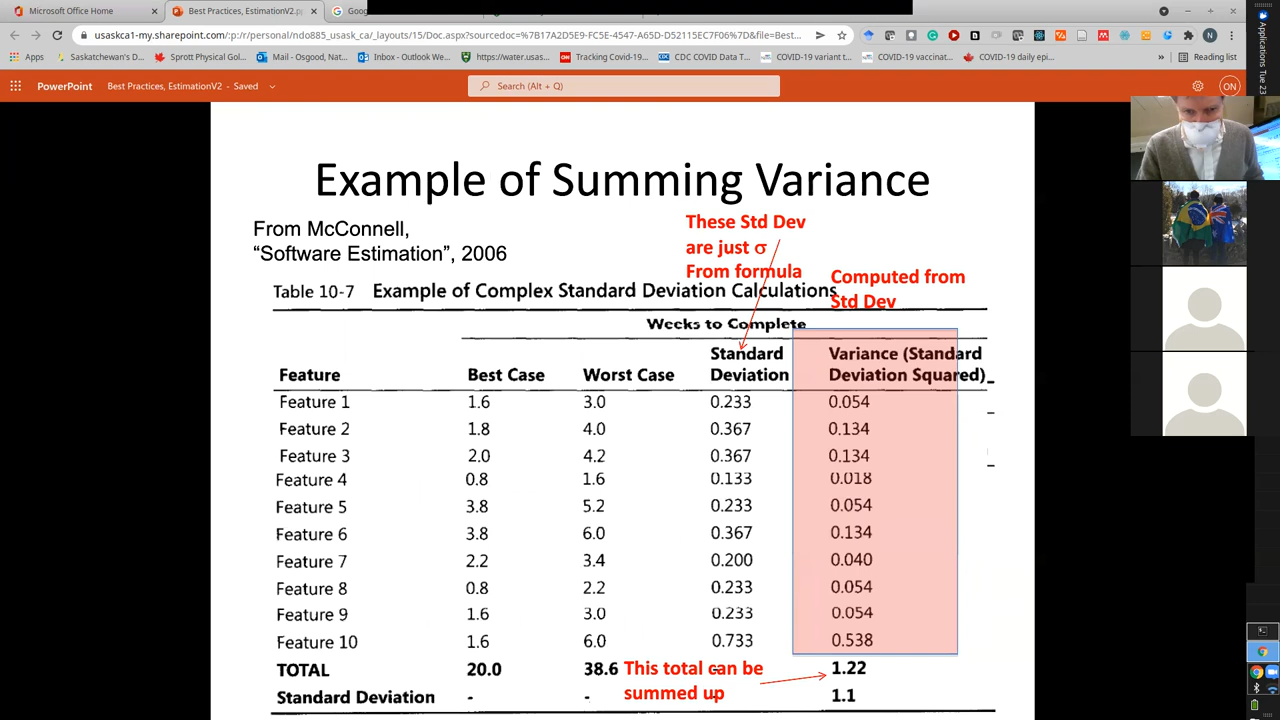 Microsoft Office Home
Best Practices, EstimationV2.p
Goog
usaskca1-my.sharepoint.com/:p:/r/personal/ndo885_usask_ca/_layouts/15/Doc.aspx?sourcedoc=%7B17A2D5E9-FC5E-4547-A65D-D52115EC7F06%7D&file=Best...
Apps
Saskatchewan's D...
Sprott Physical Gol...
Mail - Osgood, Nat...
Inbox - Outlook We...
https://water.usas...
Tracking Covid-19...
CDC COVID Data T...
COVID-19 variant t...
COVID-19 vaccinat...
COVID-19 daily epi...
Reading list
PowerPoint
Best Practices, EstimationV2 - Saved
Search (Alt + Q)
ON
Applications Tue 23
Example of Summing Variance
From McConnell,
“Software Estimation”, 2006
These Std Dev
are just σ
From formula
Computed from
Std Dev
Table 10-7 Example of Complex Standard Deviation Calculations
Weeks to Complete
Feature Best Case Worst Case Standard Deviation Variance (Standard Deviation Squared)
Feature 1 1.6 3.0 0.233 0.054
Feature 2 1.8 4.0 0.367 0.134
Feature 3 2.0 4.2 0.367 0.134
Feature 4 0.8 1.6 0.133 0.018
Feature 5 3.8 5.2 0.233 0.054
Feature 6 3.8 6.0 0.367 0.134
Feature 7 2.2 3.4 0.200 0.040
Feature 8 0.8 2.2 0.233 0.054
Feature 9 1.6 3.0 0.233 0.054
Feature 10 1.6 6.0 0.733 0.538
TOTAL 20.0 38.6 - 1.22
Standard Deviation - - - 1.1
This total can be
summed up